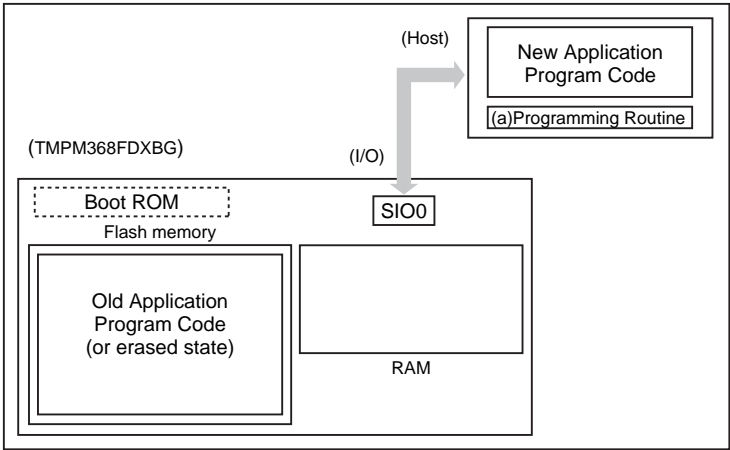 (Host)
New Application
Program Code
(a)Programming Routine
(TMPM368FDXBG)
(I/O)
Boot ROM
SIO0
Flash memory
Old Application
Program Code
(or erased state)
RAM